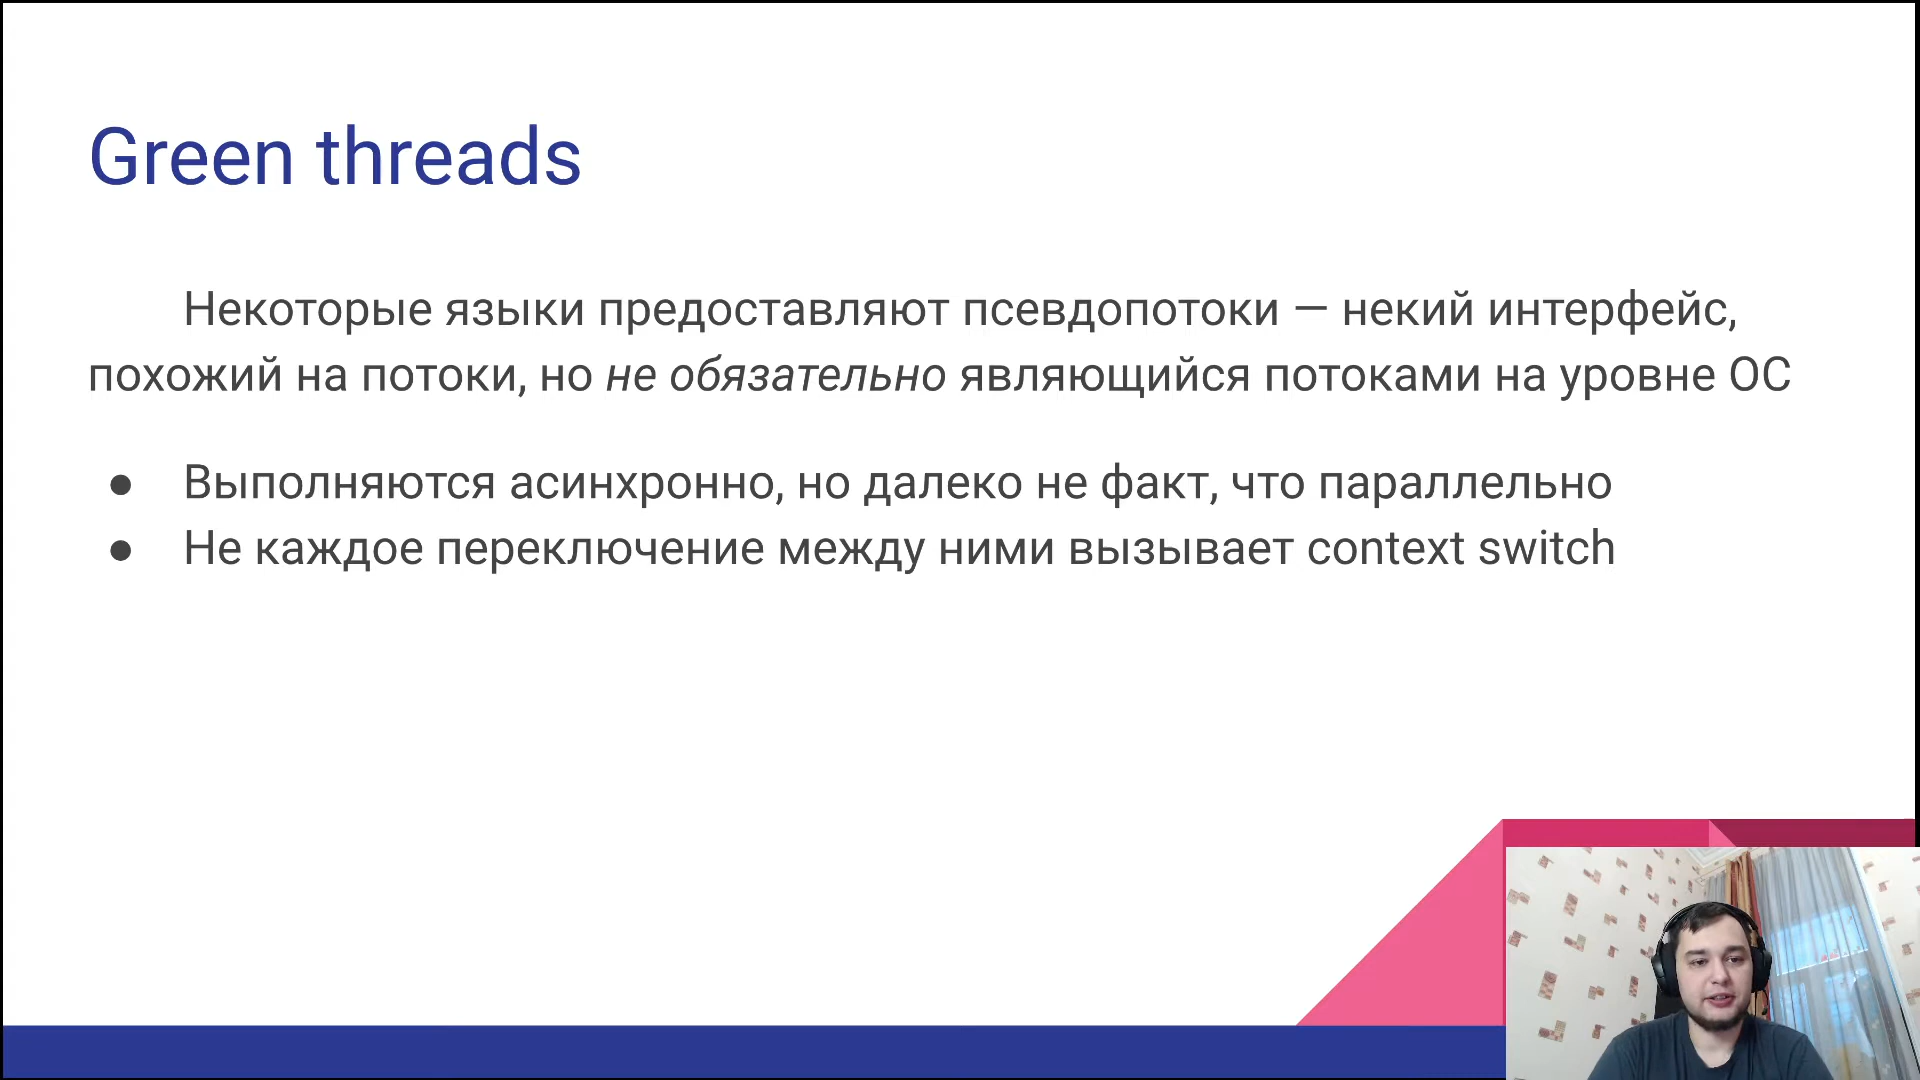 Green threads
Некоторые языки предоставляют псевдопотоки — некий интерфейс,
похожий на потоки, но не обязательно являющийся потоками на уровне ОС
● Выполняются асинхронно, но далеко не факт, что параллельно
● Не каждое переключение между ними вызывает context switch